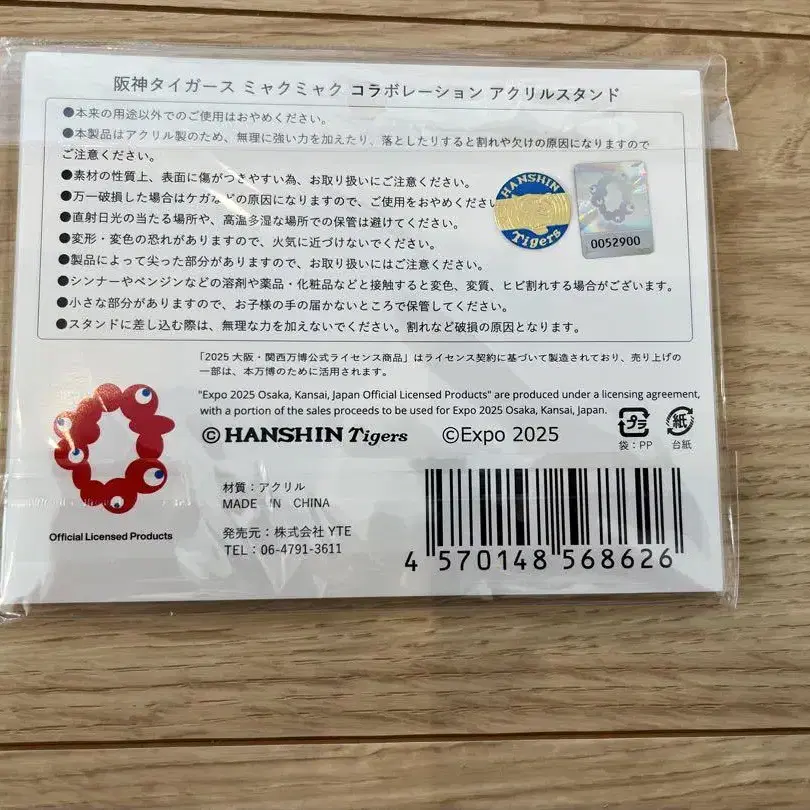 阪神タイガース ミャクミャク コラボレーション アクリルスタンド
●本来の用途以外でのご使用はおやめください。
●本製品はアクリル製のため、無理に強い力を加えたり、落としたりすると割れや欠けの原因になりますので
ご注意ください。
●素材の性質上、表面に傷がつきやすい為、お取り扱いにご注意ください。
●万一破損した場合はケガなどの原因になりますので、ご使用をおやめください
●直射日光の当たる場所や、高温多湿な場所での保管は避けてください。
●変形・変色の恐れがありますので、火気に近づけないでください。
●製品によって尖った部分がありますので、お取り扱いにはご注意ください。
●シンナーやベンジンなどの溶剤や薬品・化粧品などと接触すると変色、変質、ヒビ割れする場合がございます。
●小さな部分がありますので、お子様の手の届かないところで保管してください。
●スタンドに差し込む際は、無理な力を加えないでください。割れなど破損の原因となります。
HANSHIN
Tigers
0052900
「2025 大阪・関西万博公式ライセンス商品」はライセンス契約に基づいて製造されており、売り上げの
一部は、本万博のために活用されます。
"Expo 2025 Osaka, Kansai, Japan Official Licensed Products" are produced under a licensing agreement,
with a portion of the sales proceeds to be used for Expo 2025 Osaka, Kansai, Japan.
©HANSHIN Tigers ©Expo 2025
プラ
袋：PP
紙
台紙
Official Licensed Products
材質：アクリル
MADE IN CHINA
発売元：株式会社 YTE
TEL：06-4791-3611
4 570148 568626